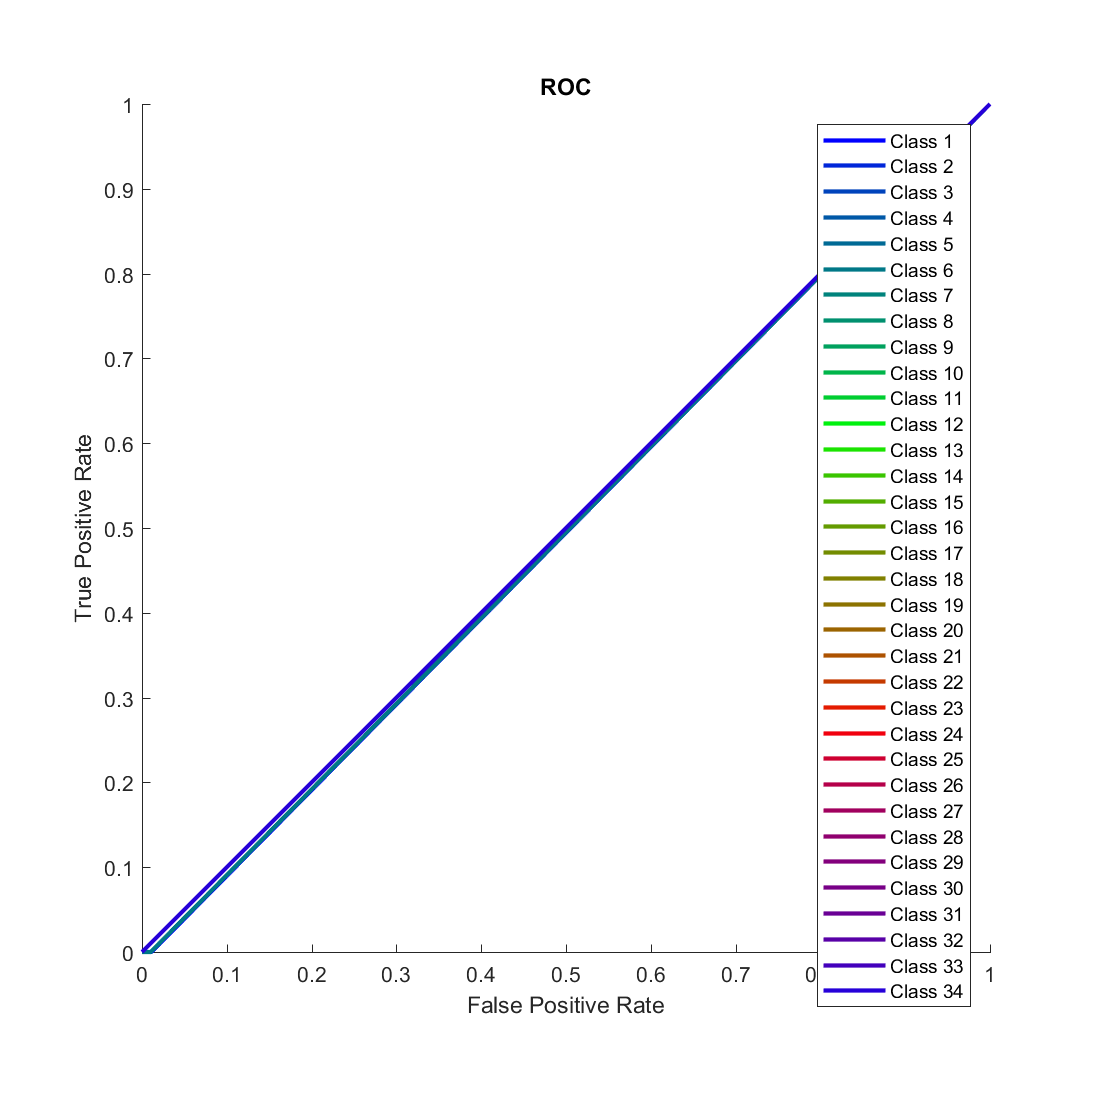 ROC
1
0.9
0.8
0.7
0.6
0.5
0.4
0.3
0.2
0.1
0
True Positive Rate
0 0.1 0.2 0.3 0.4 0.5 0.6 0.7 1
False Positive Rate
Class 1
Class 2
Class 3
Class 4
Class 5
Class 6
Class 7
Class 8
Class 9
Class 10
Class 11
Class 12
Class 13
Class 14
Class 15
Class 16
Class 17
Class 18
Class 19
Class 20
Class 21
Class 22
Class 23
Class 24
Class 25
Class 26
Class 27
Class 28
Class 29
Class 30
Class 31
Class 32
Class 33
Class 34